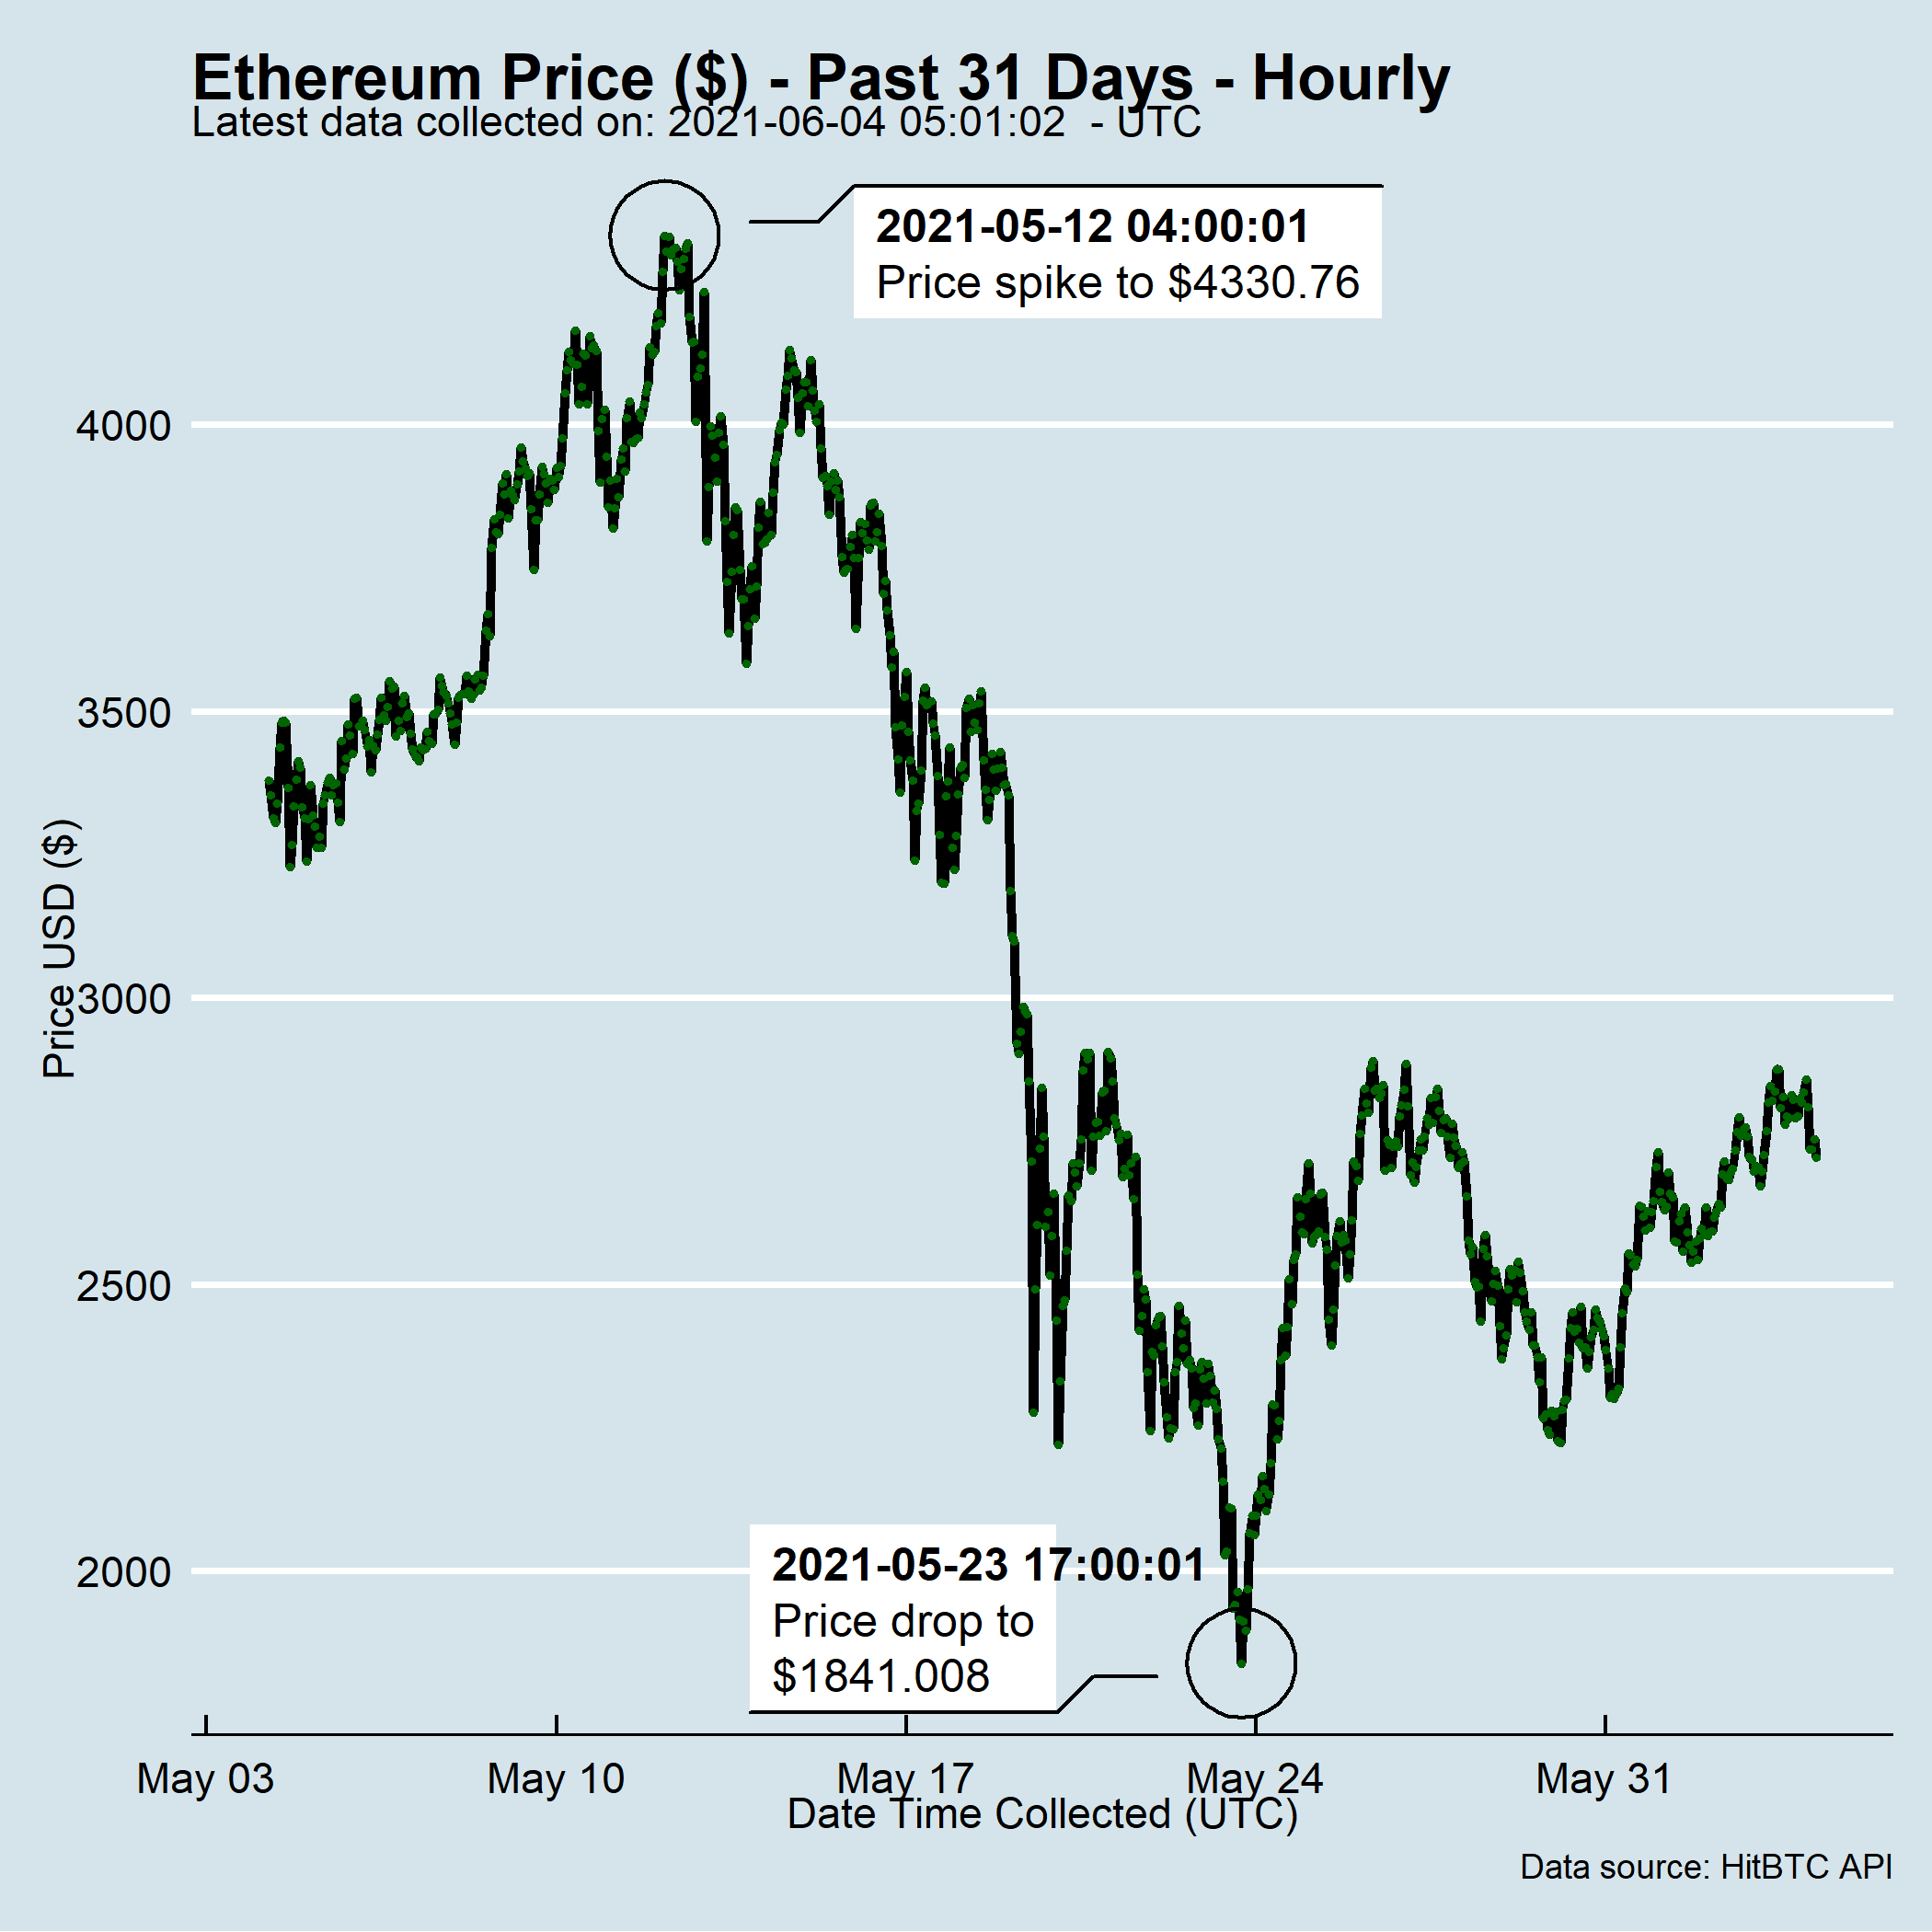 Ethereum Price ($) - Past 31 Days - Hourly
Latest data collected on: 2021-06-04 05:01:02  - UTC
2021-05-12 04:00:01
Price spike to $4330.76
4000
3500
3000
2500
2000
Price USD ($)
2021-05-23 17:00:01
Price drop to
$1841.008
May 03
May 10
May 17
May 24
May 31
Date Time Collected (UTC)
Data source: HitBTC API